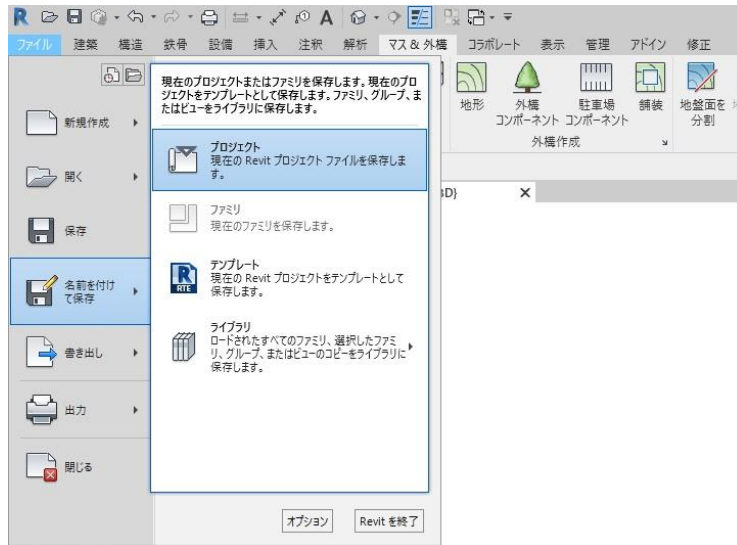 R
A
ファイル 建築 構造 鉄骨 設備 挿入 注釈 解析 マス & 外構 コラボレート 表示 管理 アドイン 修正
現在のプロジェクトまたはファミリを保存します。現在のプロ
ジェクトをテンプレートとして保存します。ファミリ、グループ、ま
たはビューをライブラリに保存します。
新規作成
開く
保存
名前を付け
て保存
書き出し
出力
閉じる
プロジェクト
現在の Revit プロジェクト ファイルを保存しま
す。
ファミリ
現在のファミリを保存します。
RTE
テンプレート
現在の Revit プロジェクトをテンプレートとして
保存します。
ライブラリ
ロードされたすべてのファミリ、選択したファミ
リ、グループ、またはビューのコピーをライブラリに
保存します。
オプション Revit を終了
地形 外構
コンポーネント 駐車場
コンポーネント 舗装 地盤面を
分割
外構作成
3D}